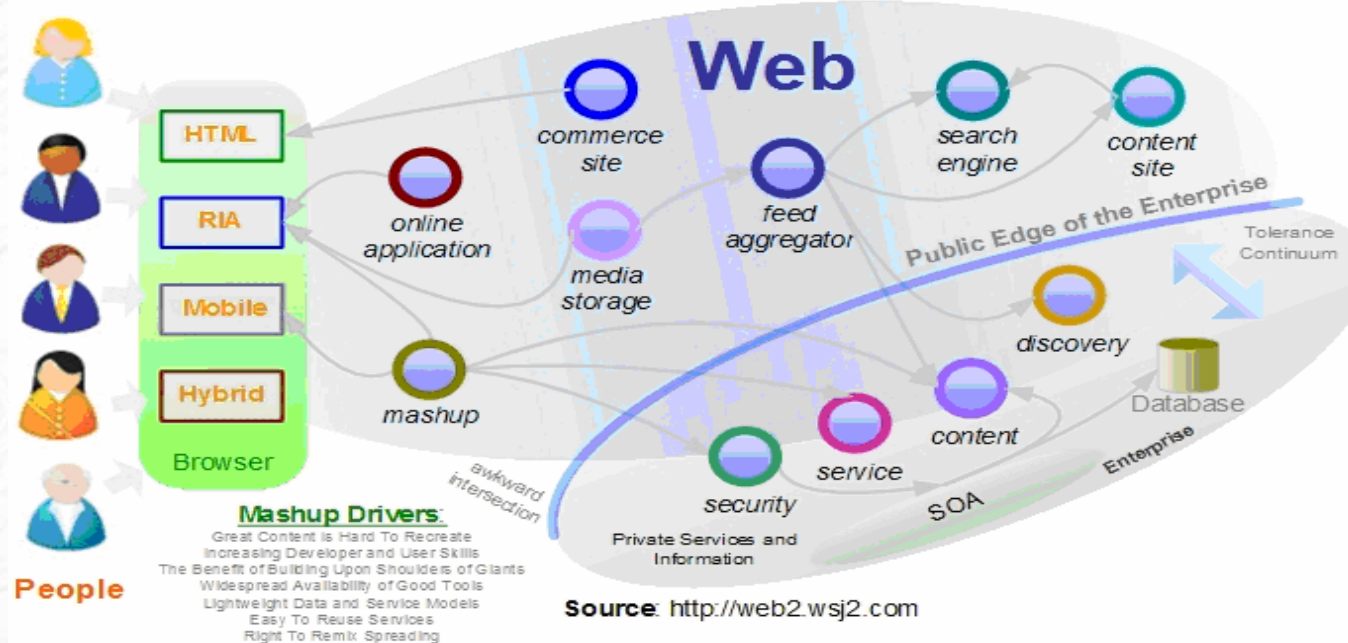 Web
HTML
RIA
Mobile
Hybrid
Browser
People
commerce
site
online
application
media
storage
mashup
feed
aggregator
search
engine
content
site
Public Edge of the Enterprise
Tolerance
Continuum
discovery
Database
content
service
security
Enterprise
SOA
awkward
intersection
Private Services and
Information
Mashup Drivers:
Great Content is Hard To Recreate
Increasing Developer and User Skills
The Benefit of Building Upon Shoulders of Giants
Widespread Availability of Good Tools
Lightweight Data and Service Models
Easy To Reuse Services
Right To Remix Spreading
Source: http://web2.wsj2.com